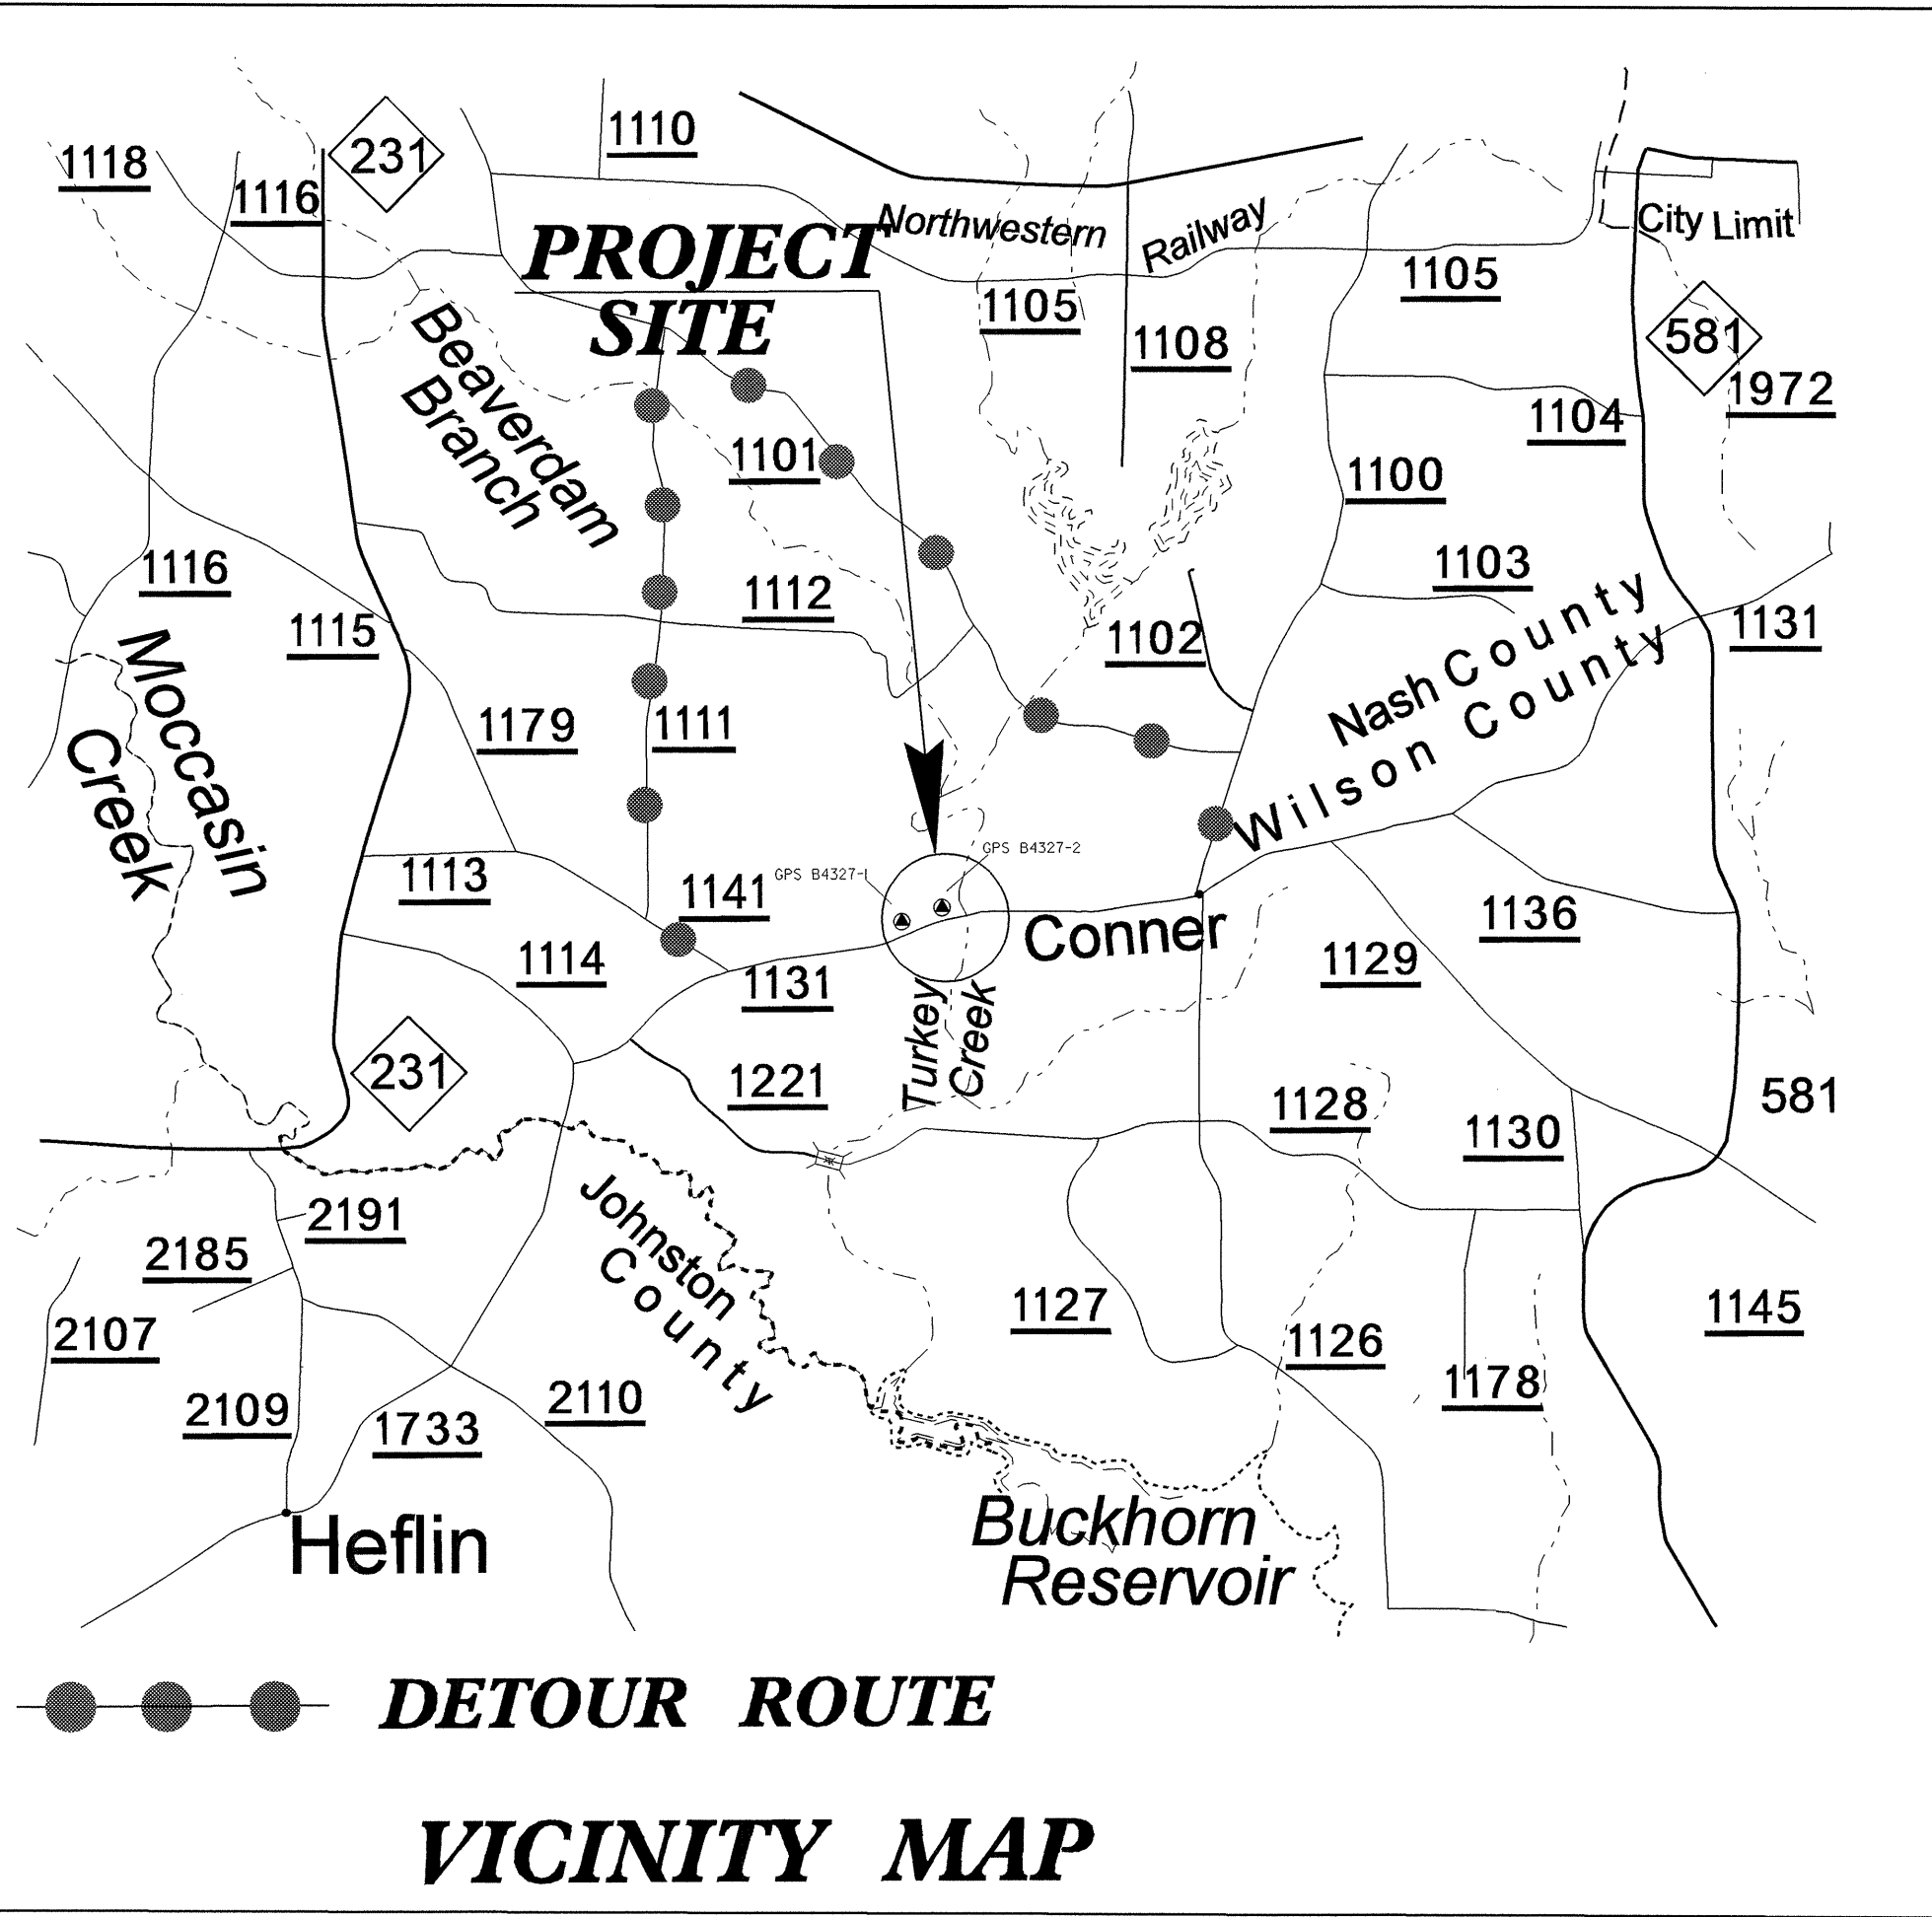 1118
1116
231
1110
PROJECT
SITE
Northwestern
Railway
City Limit
1105
1105
1108
581
1972
1104
Beaverdam
Branch
1101
1100
1116
1115
1112
1103
1102
1131
Nash County
Wilson County
Moccasin
Creek
1179
1111
GPS B4327-2
GPS B4327-1
1113
1141
Conner
1136
1114
1131
1129
Turkey
Creek
231
1221
1128
1130
581
2191
2185
Johnston
County
2107
1127
1126
1145
2109
1733
2110
1178
Heflin
Buckhorn
Reservoir
DETOUR ROUTE
VICINITY MAP